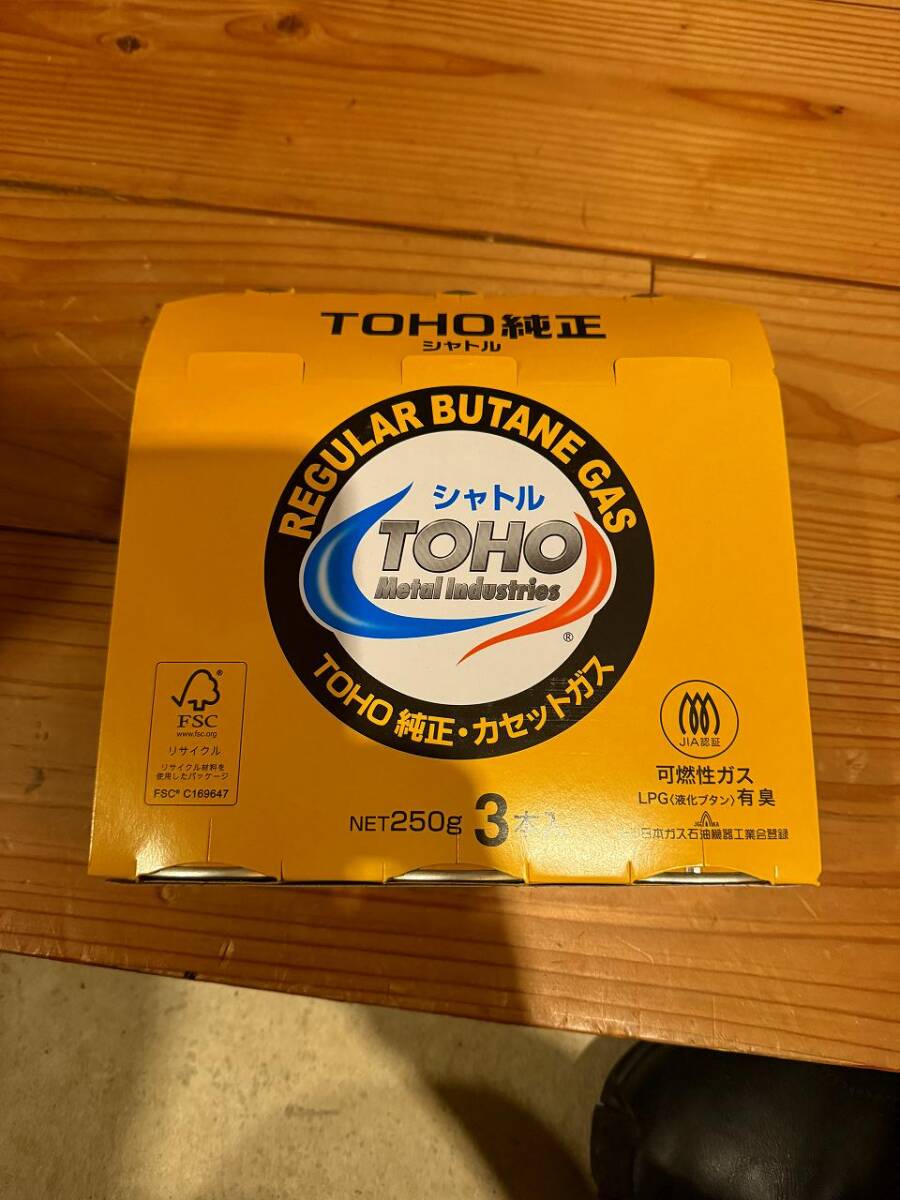 TOHO純正
シャトル
REGULAR BUTANE GAS
シャトル
TOHO
Metal Industries
®
TOHO 純正・カセットガス
FSC
www.fsc.org
リサイクル
リサイクル材料を
使用したパッケージ
FSC® C169647
JIA認証
可燃性ガス
LPG〈液化ブタン〉有臭
NET250g 3本入
日本ガス石油機器工業会登録